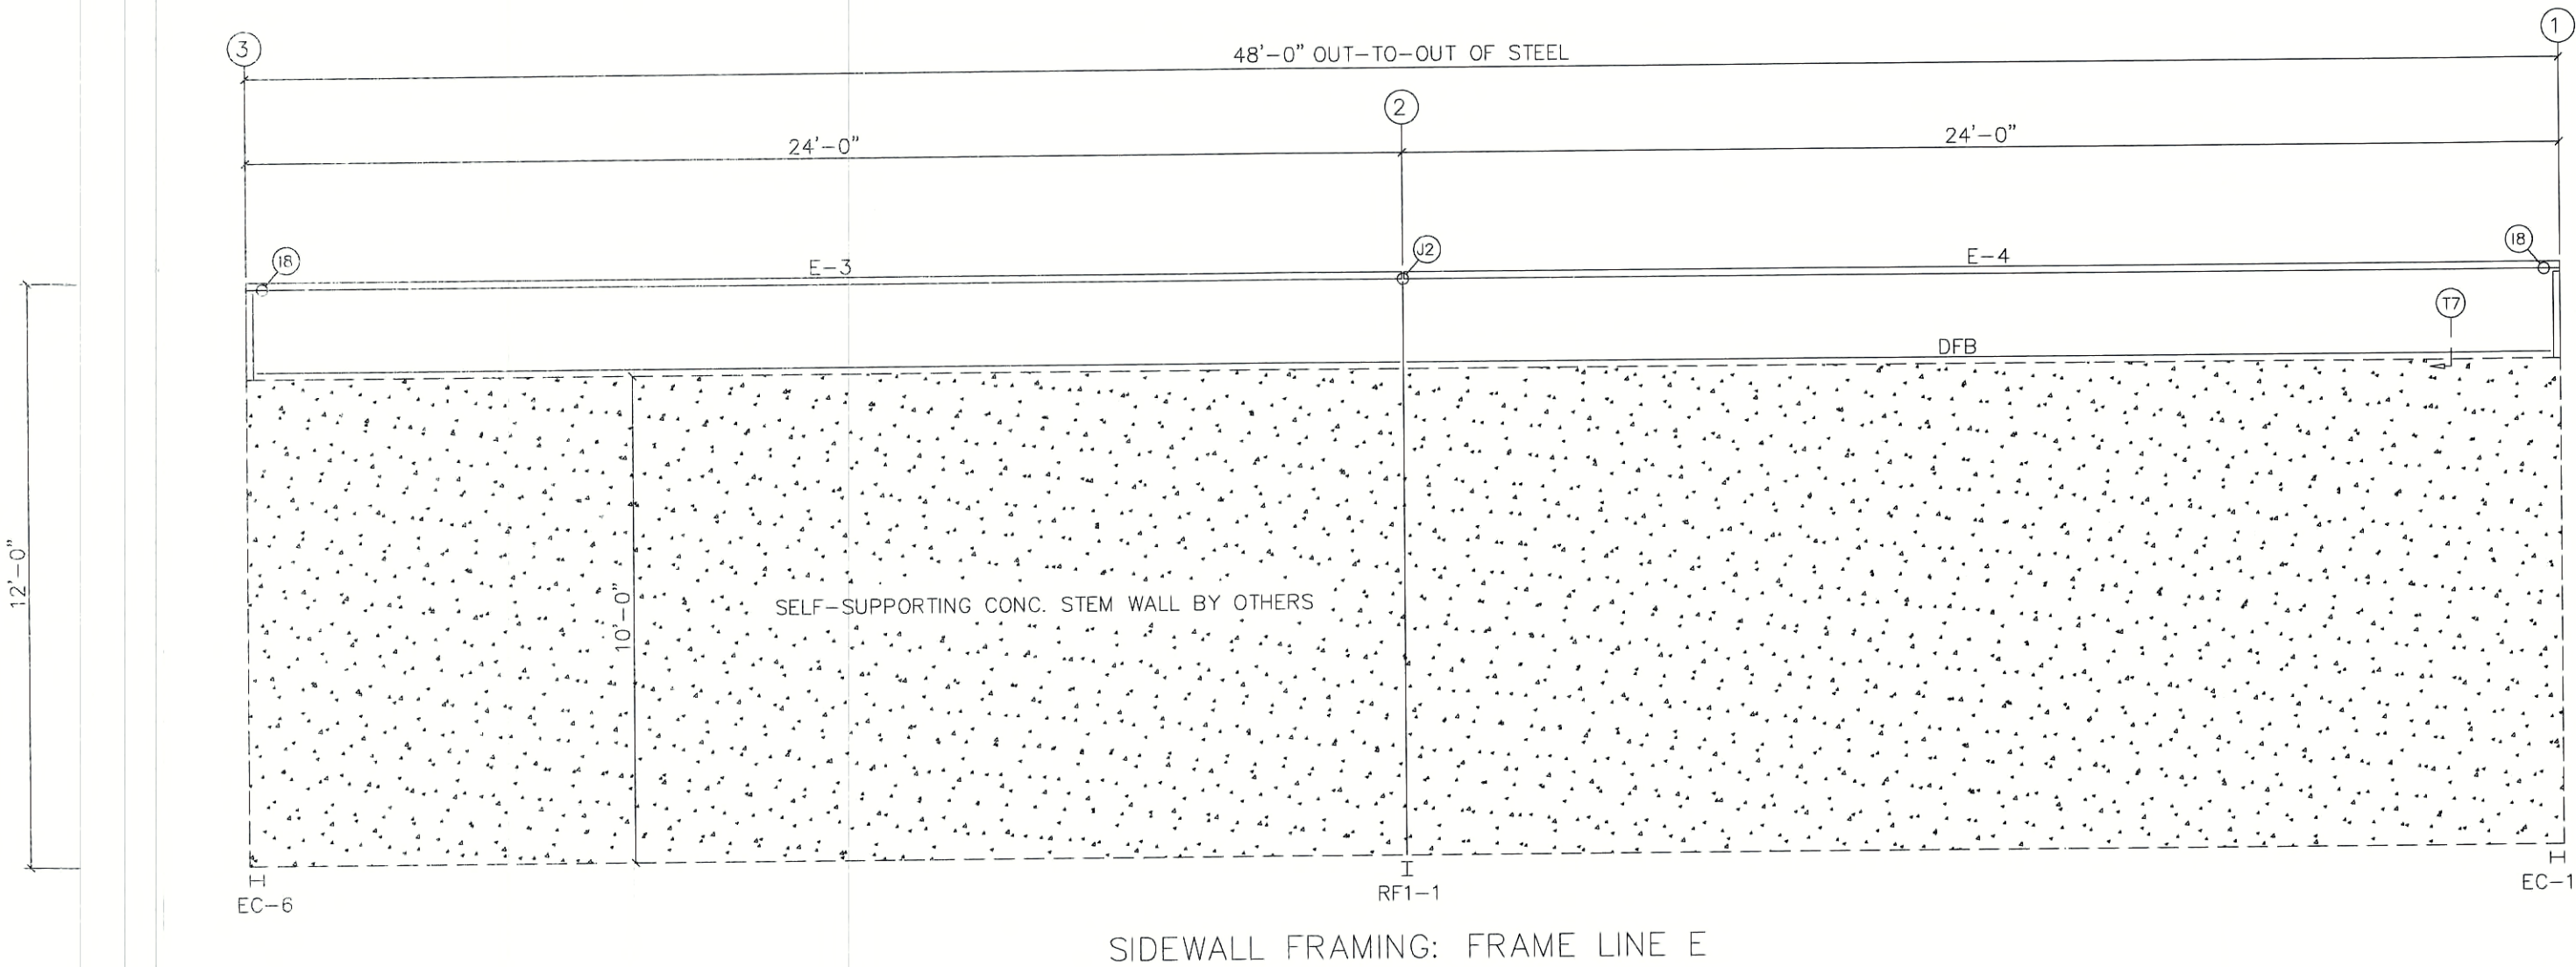 3
1
48'-0" OUT-TO-OUT OF STEEL
2
24'-0"
24'-0"
18
E-3
J2
E-4
18
T7
DFB
12'-0"
10'-0"
SELF-SUPPORTING CONC. STEM WALL BY OTHERS
EC-6
RF1-1
EC-1
SIDEWALL FRAMING: FRAME LINE E